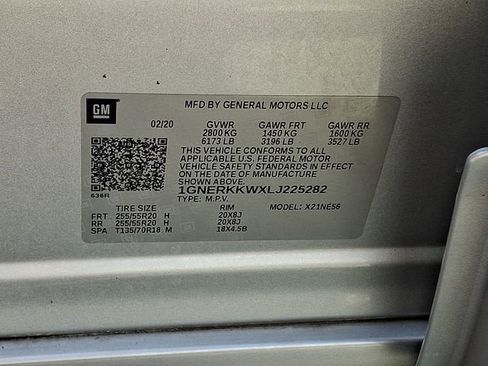 GM
MFD BY GENERAL MOTORS LLC
02/20 GVWR GAWR FRT GAWR RR
2800 KG 1450 KG 1600 KG
6173 LB 3196 LB 3527 LB
THIS VEHICLE CONFORMS TO ALL
APPLICABLE U.S. FEDERAL MOTOR
VEHICLE SAFETY STANDARDS IN EFFECT
ON THE DATE OF MANUFACTURE
SHOWN ABOVE.
636R
1GNERKKWXLJ225282
TYPE: M.P.V. MODEL: X21NE56
TIRE SIZE RIM
FRT 255/55R20 H 20X8J
RR 255/55R20 H 20X8J
SPA T135/70R18 M 18X4.5B